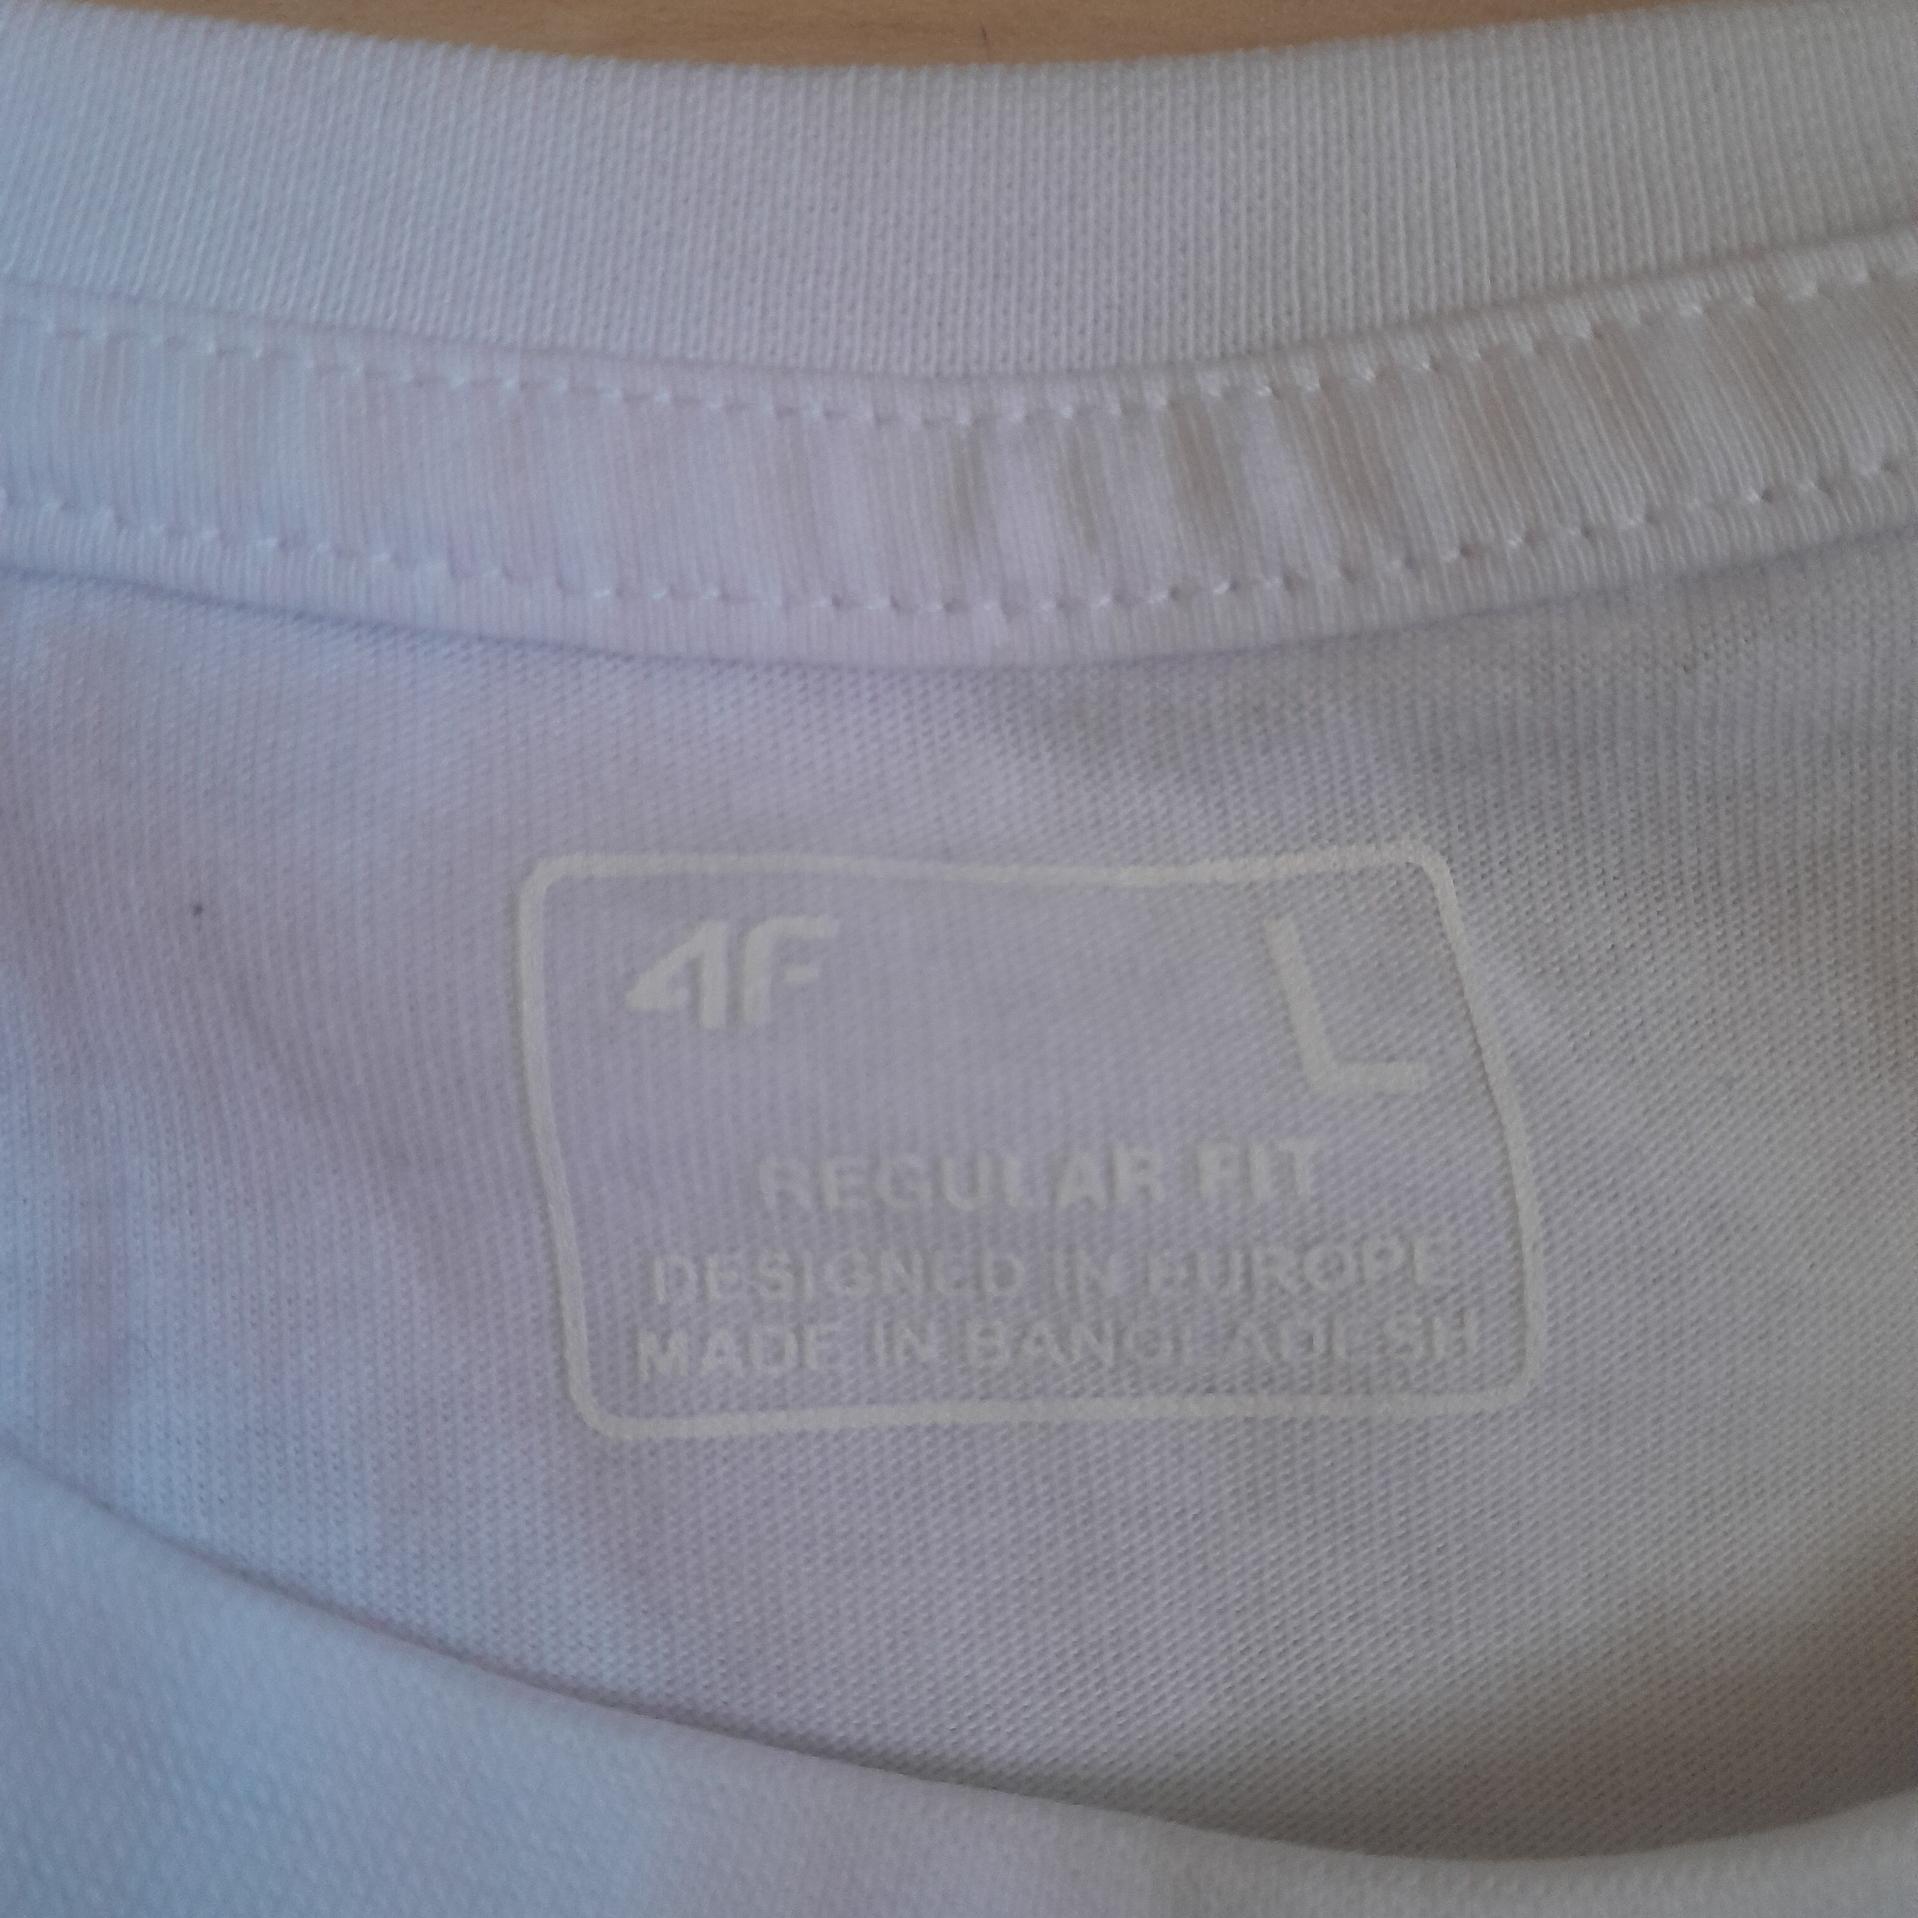 4F L
REGULAR FIT
DESIGNED IN EUROPE
MADE IN BANGLADESH